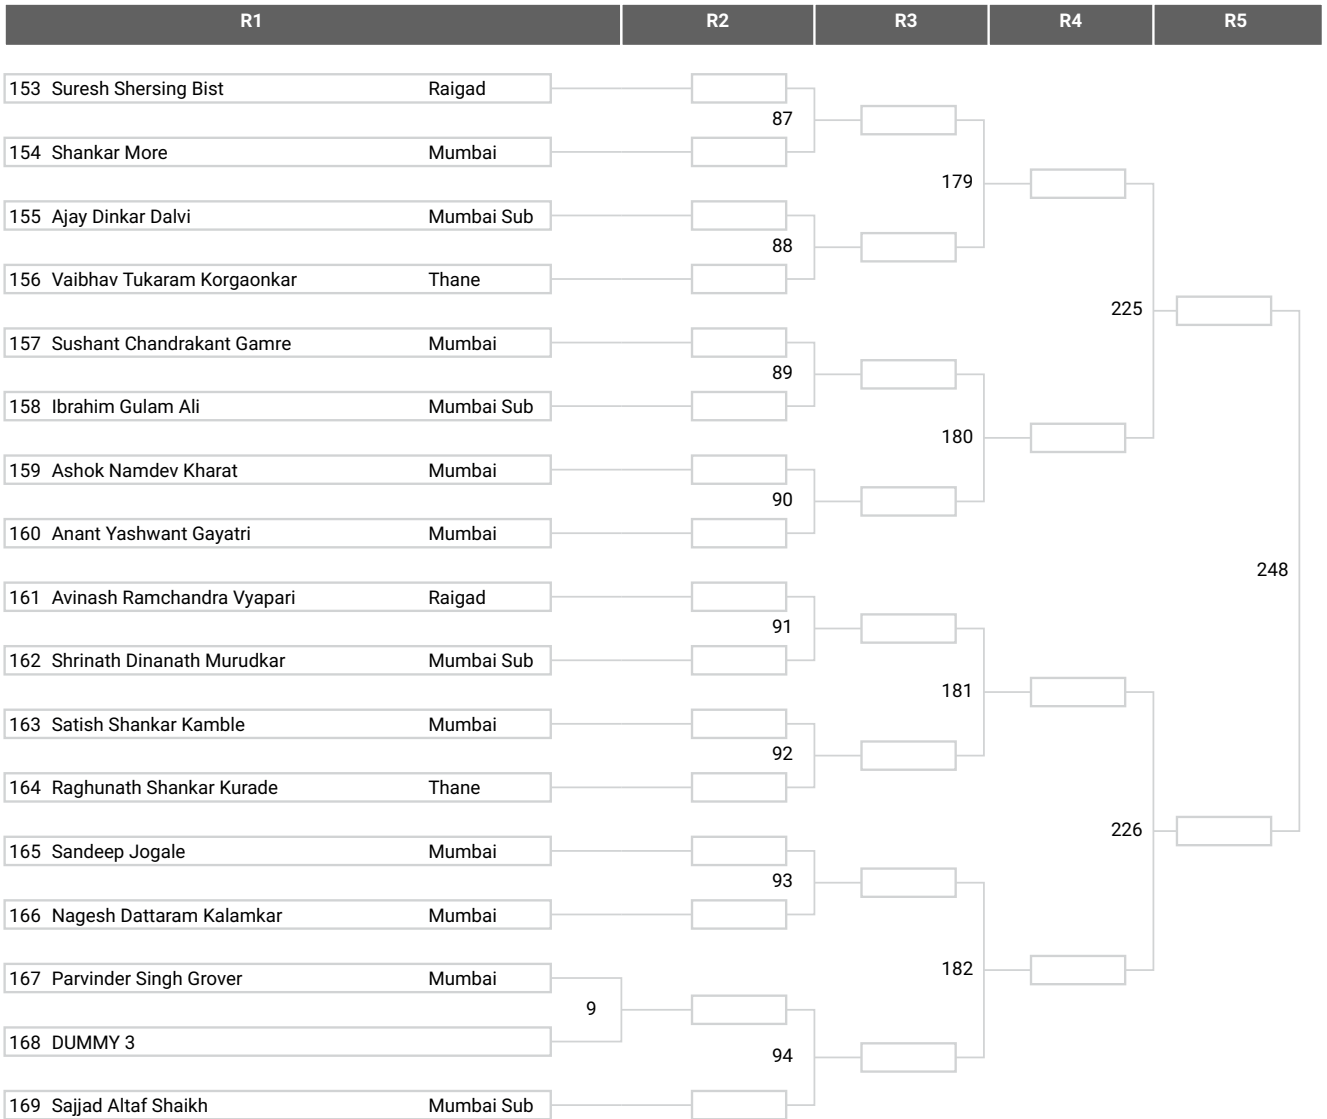 R1 R2 R3 R4 R5
153 Suresh Shersing Bist Raigad
87
154 Shankar More Mumbai
179
155 Ajay Dinkar Dalvi Mumbai Sub
88
156 Vaibhav Tukaram Korgaonkar Thane
225
157 Sushant Chandrakant Gamre Mumbai
89
158 Ibrahim Gulam Ali Mumbai Sub
180
159 Ashok Namdev Kharat Mumbai
90
160 Anant Yashwant Gayatri Mumbai
248
161 Avinash Ramchandra Vyapari Raigad
91
162 Shrinath Dinanath Murudkar Mumbai Sub
181
163 Satish Shankar Kamble Mumbai
92
164 Raghunath Shankar Kurade Thane
226
165 Sandeep Jogale Mumbai
93
166 Nagesh Dattaram Kalamkar Mumbai
182
167 Parvinder Singh Grover Mumbai
9
168 DUMMY 3
94
169 Sajjad Altaf Shaikh Mumbai Sub